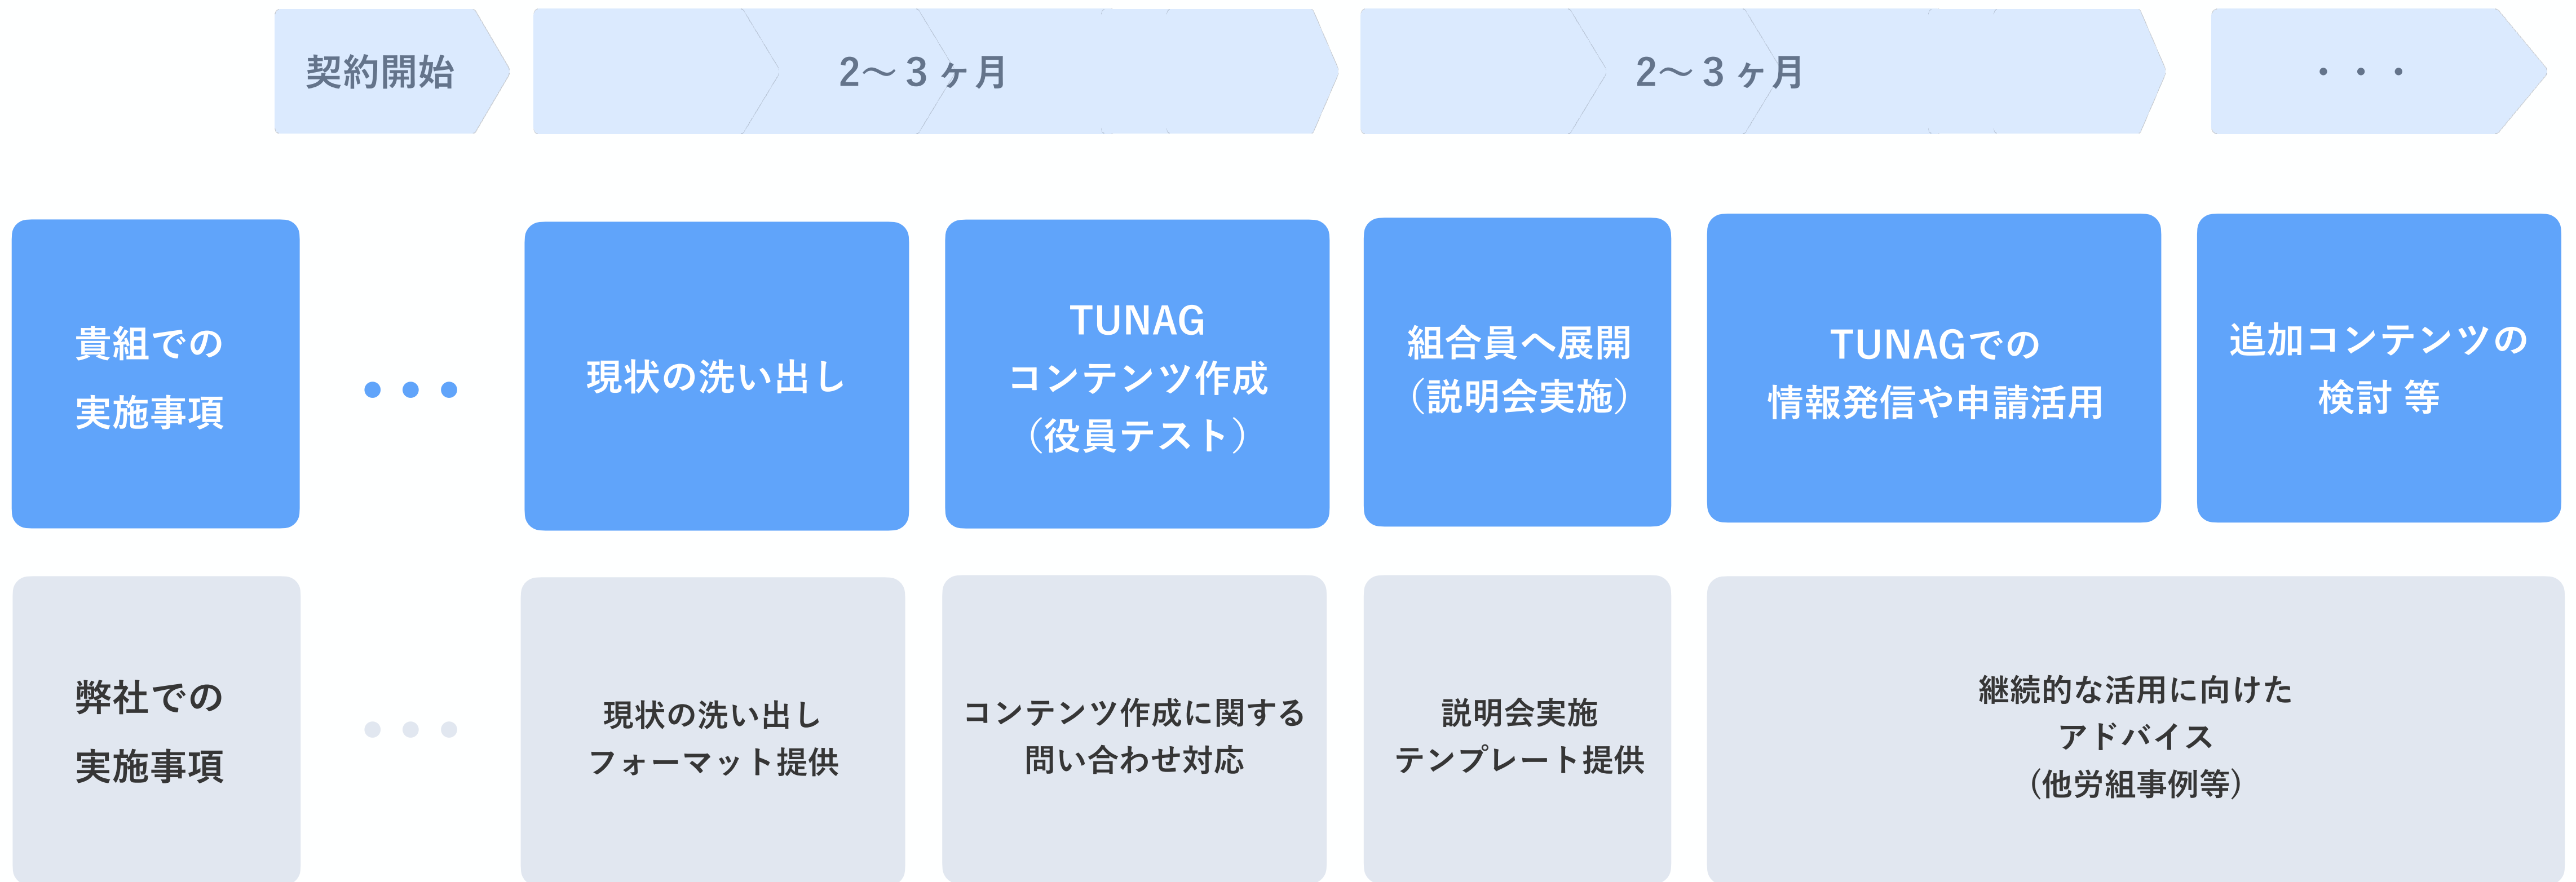 契約開始
2〜3ヶ月
2〜3ヶ月
・・・
貴組での
実施事項
現状の洗い出し
TUNAG
コンテンツ作成
（役員テスト）
組合員へ展開
（説明会実施）
TUNAGでの
情報発信や申請活用
追加コンテンツの
検討 等
弊社での
実施事項
現状の洗い出し
フォーマット提供
コンテンツ作成に関する
問い合わせ対応
説明会実施
テンプレート提供
継続的な活用に向けた
アドバイス
(他労組事例等)